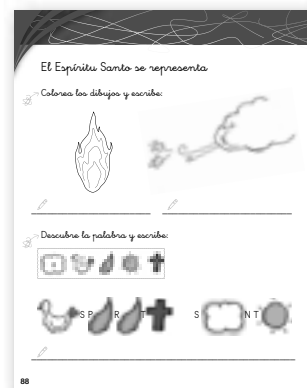 El Espíritu Santo se representa
Colorea los dibujos y escribe:
Descubre la palabra y escribe:
S P R T S N T
88